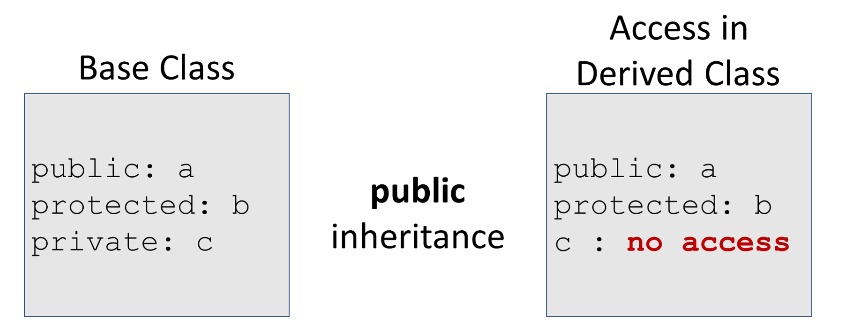 Base Class
public: a
protected: b
private: c
public
inheritance
Access in
Derived Class
public: a
protected: b
c : no access